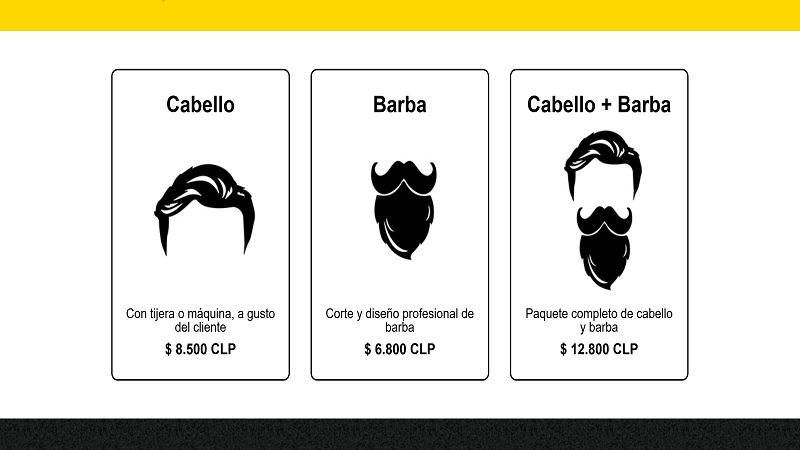 Cabello
Con tijera o máquina, a gusto
del cliente
$ 8.500 CLP
Barba
Corte y diseño profesional de
barba
$ 6.800 CLP
Cabello + Barba
Paquete completo de cabello
y barba
$ 12.800 CLP